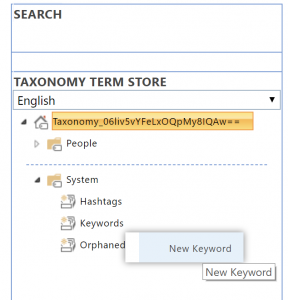 SEARCH
TAXONOMY TERM STORE
English
Taxonomy_06Iiv5vYFeLxOQpMy8IQAw==
People
System
Hashtags
Keywords
Orphaned
New Keyword
New Keyword